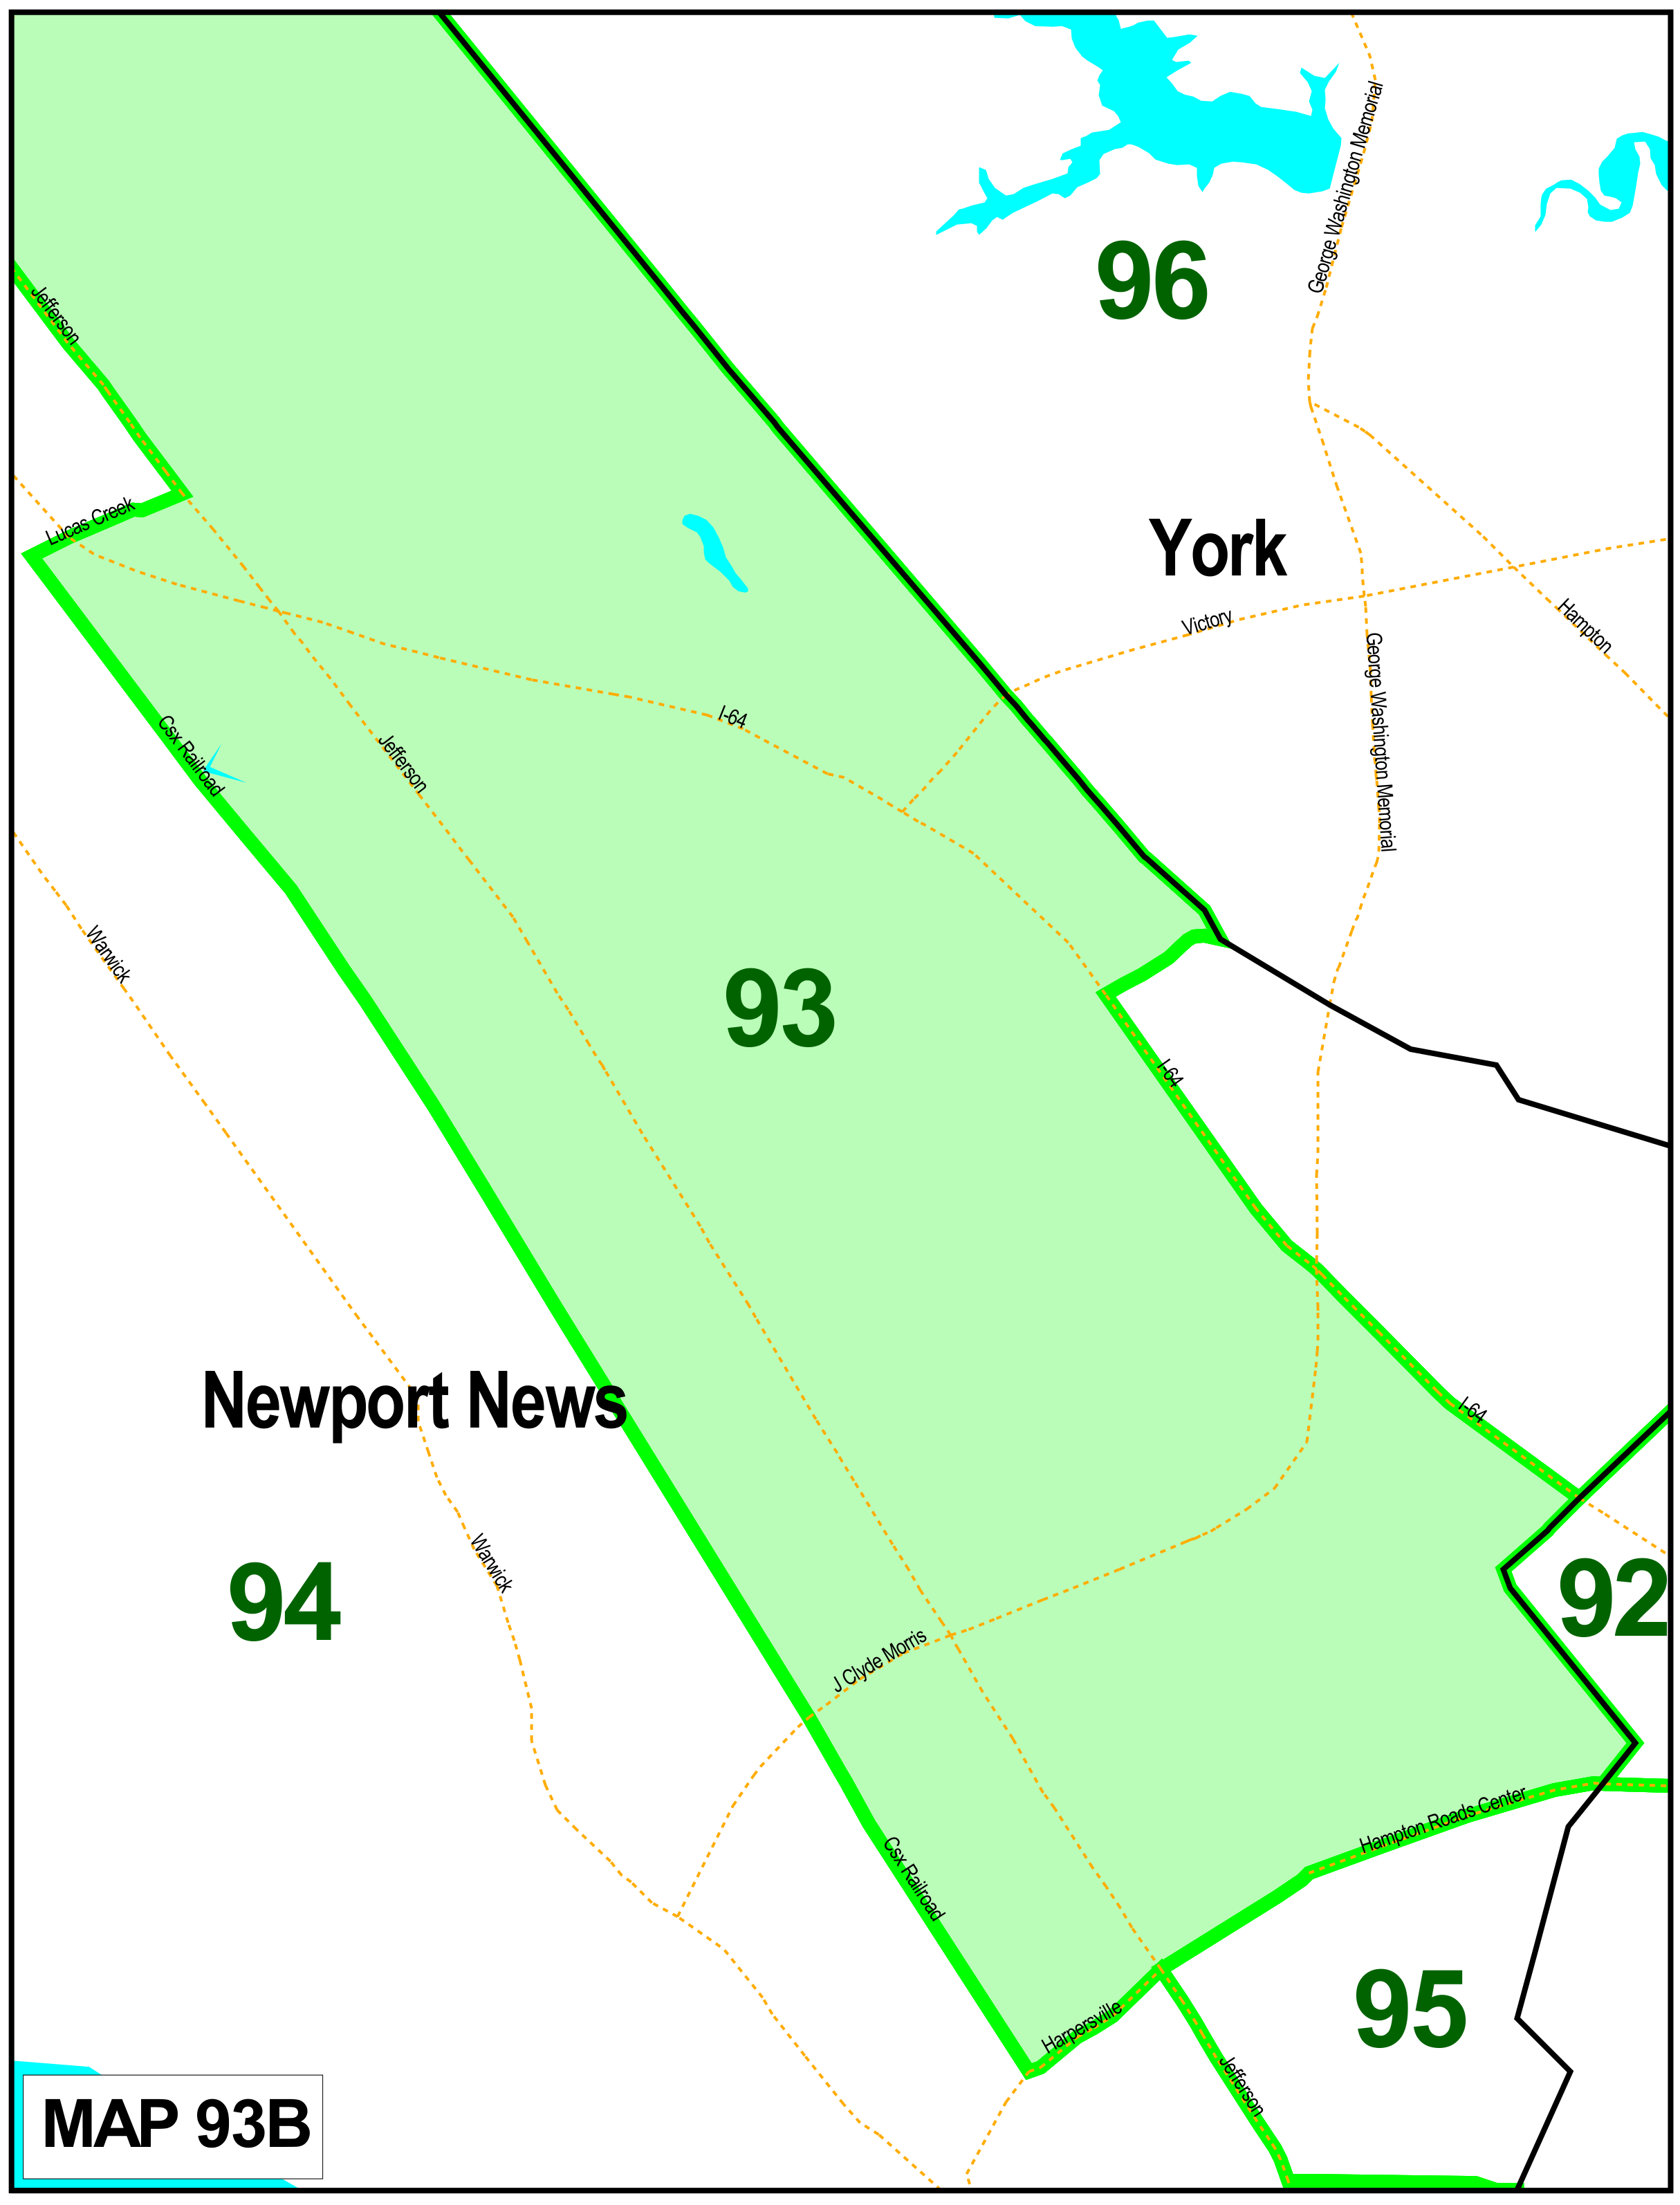 George Washington Memorial
96
Jefferson
Lucas Creek
York
Victory
Hampton
George Washington Memorial
I-64
Csx Railroad
Jefferson
Warwick
93
I-64
Newport News
I-64
Warwick
94
92
J Clyde Morris
Hampton Roads Center
Csx Railroad
95
Harpersville
Jefferson
MAP 93B